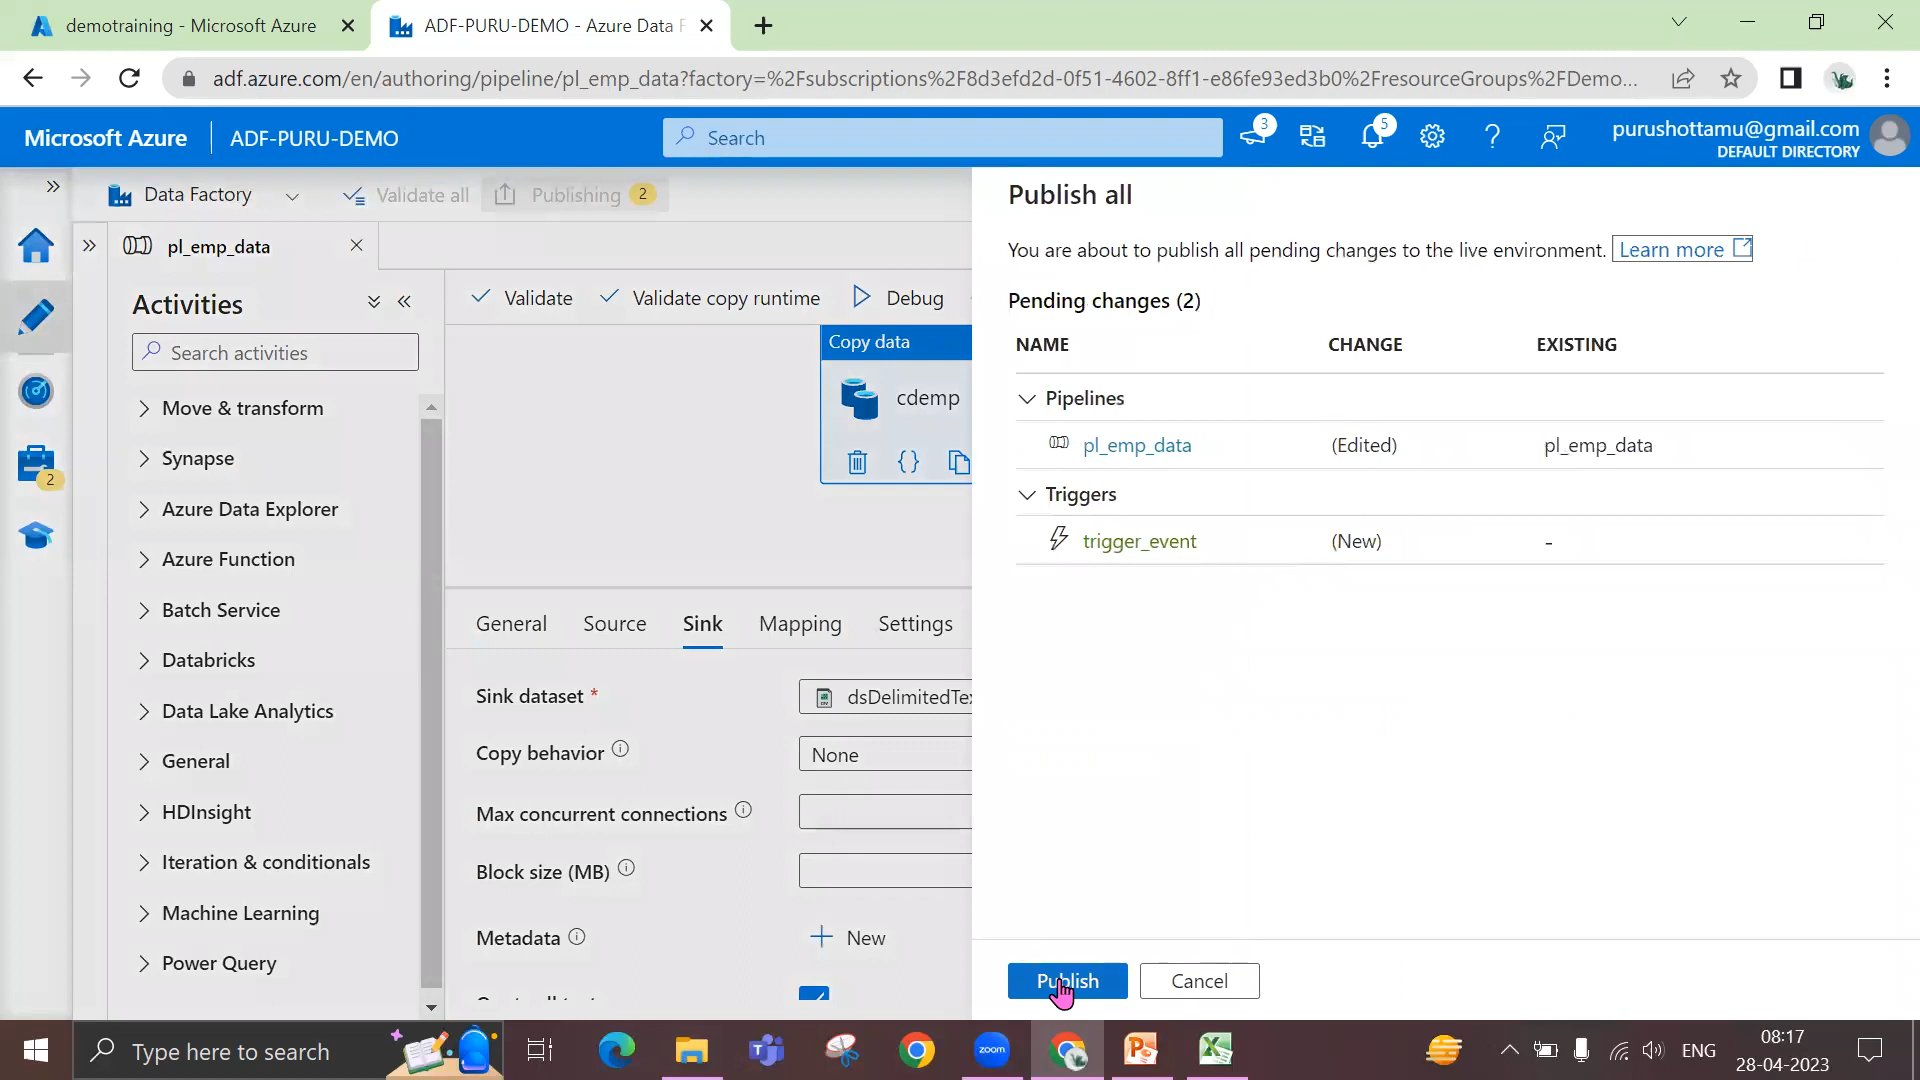 demotraining - Microsoft Azure
ADF-PURU-DEMO - Azure Data F
adf.azure.com/en/authoring/pipeline/pl_emp_data?factory=%2Fsubscriptions%2F8d3efd2d-0f51-4602-8ff1-e86fe93ed3b0%2FresourceGroups%2FDemo...
Microsoft Azure
ADF-PURU-DEMO
Search
3
5
purushottamu@gmail.com
DEFAULT DIRECTORY
Data Factory
Validate all
Publishing 2
pl_emp_data
Activities
Search activities
Move & transform
Synapse
Azure Data Explorer
Azure Function
Batch Service
Databricks
Data Lake Analytics
General
HDInsight
Iteration & conditionals
Machine Learning
Power Query
2
Validate
Validate copy runtime
Debug
Copy data
cdemp
General
Source
Sink
Mapping
Settings
Sink dataset *
dsDelimitedTex
Copy behavior
None
Max concurrent connections
Block size (MB)
Metadata
New
Publish all
You are about to publish all pending changes to the live environment. Learn more
Pending changes (2)
NAME CHANGE EXISTING
Pipelines
pl_emp_data (Edited) pl_emp_data
Triggers
trigger_event (New) -
Publish
Cancel
Type here to search
zoom
ENG
08:17
28-04-2023